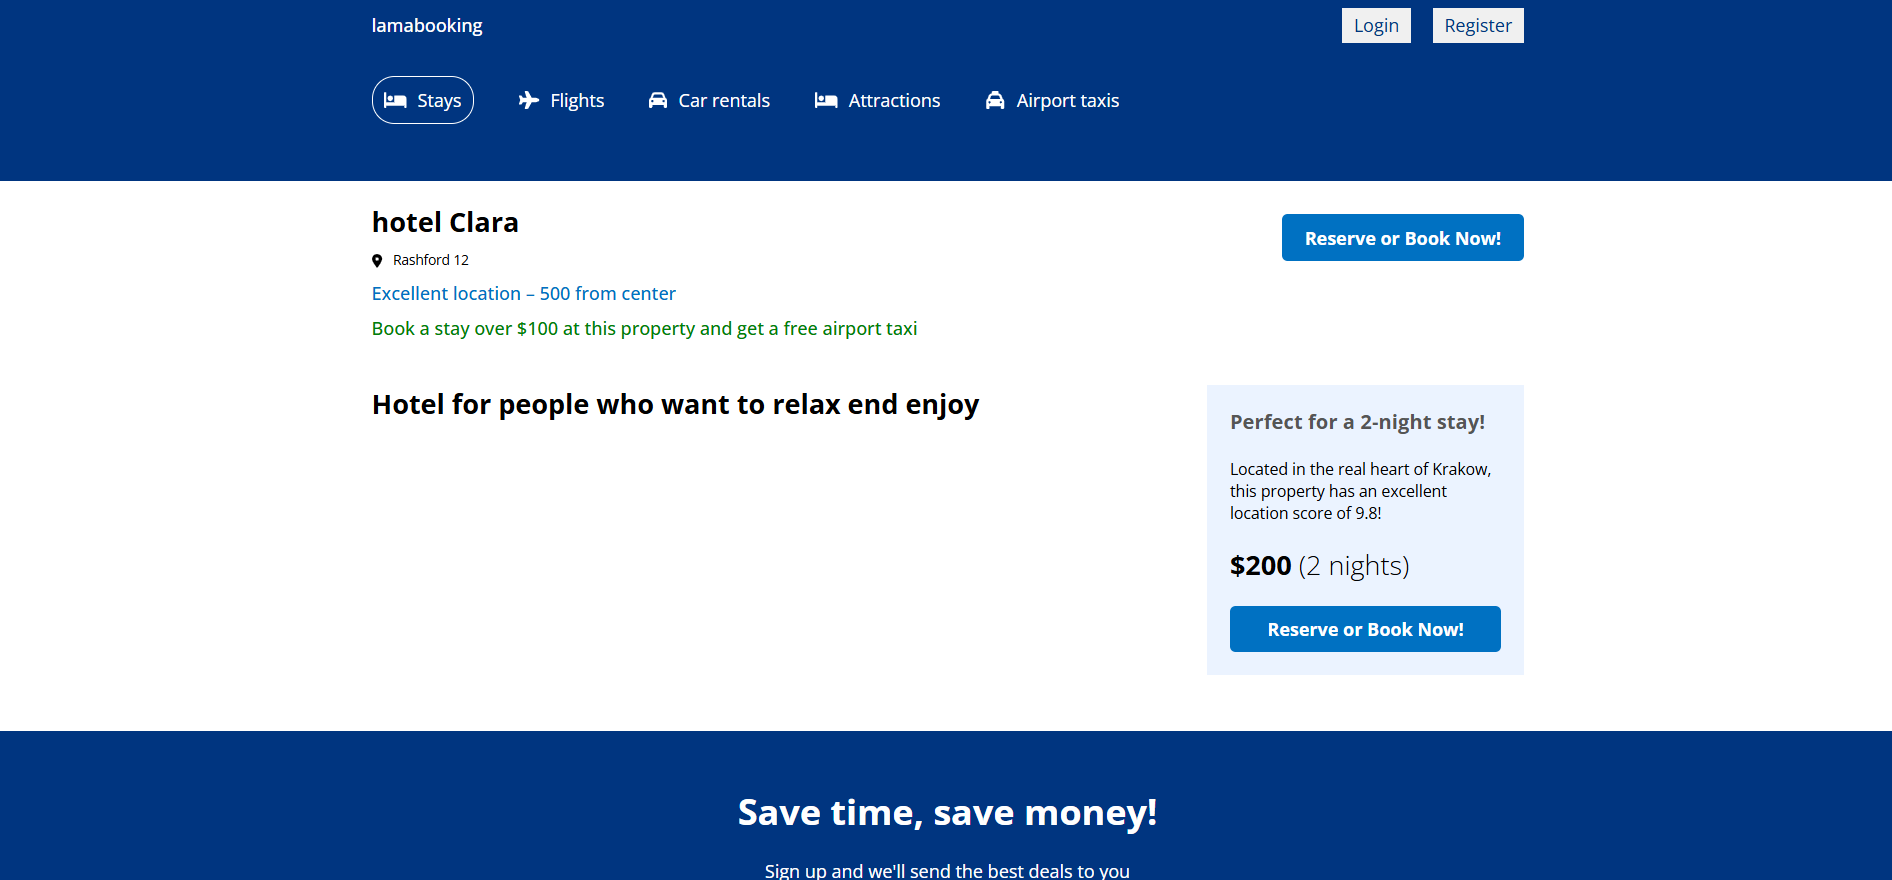 lamabooking
Login
Register
Stays
Flights
Car rentals
Attractions
Airport taxis
hotel Clara
Reserve or Book Now!
Rashford 12
Excellent location – 500 from center
Book a stay over $100 at this property and get a free airport taxi
Hotel for people who want to relax end enjoy
Perfect for a 2-night stay!
Located in the real heart of Krakow,
this property has an excellent
location score of 9.8!
$200 (2 nights)
Reserve or Book Now!
Save time, save money!
Sign up and we'll send the best deals to you